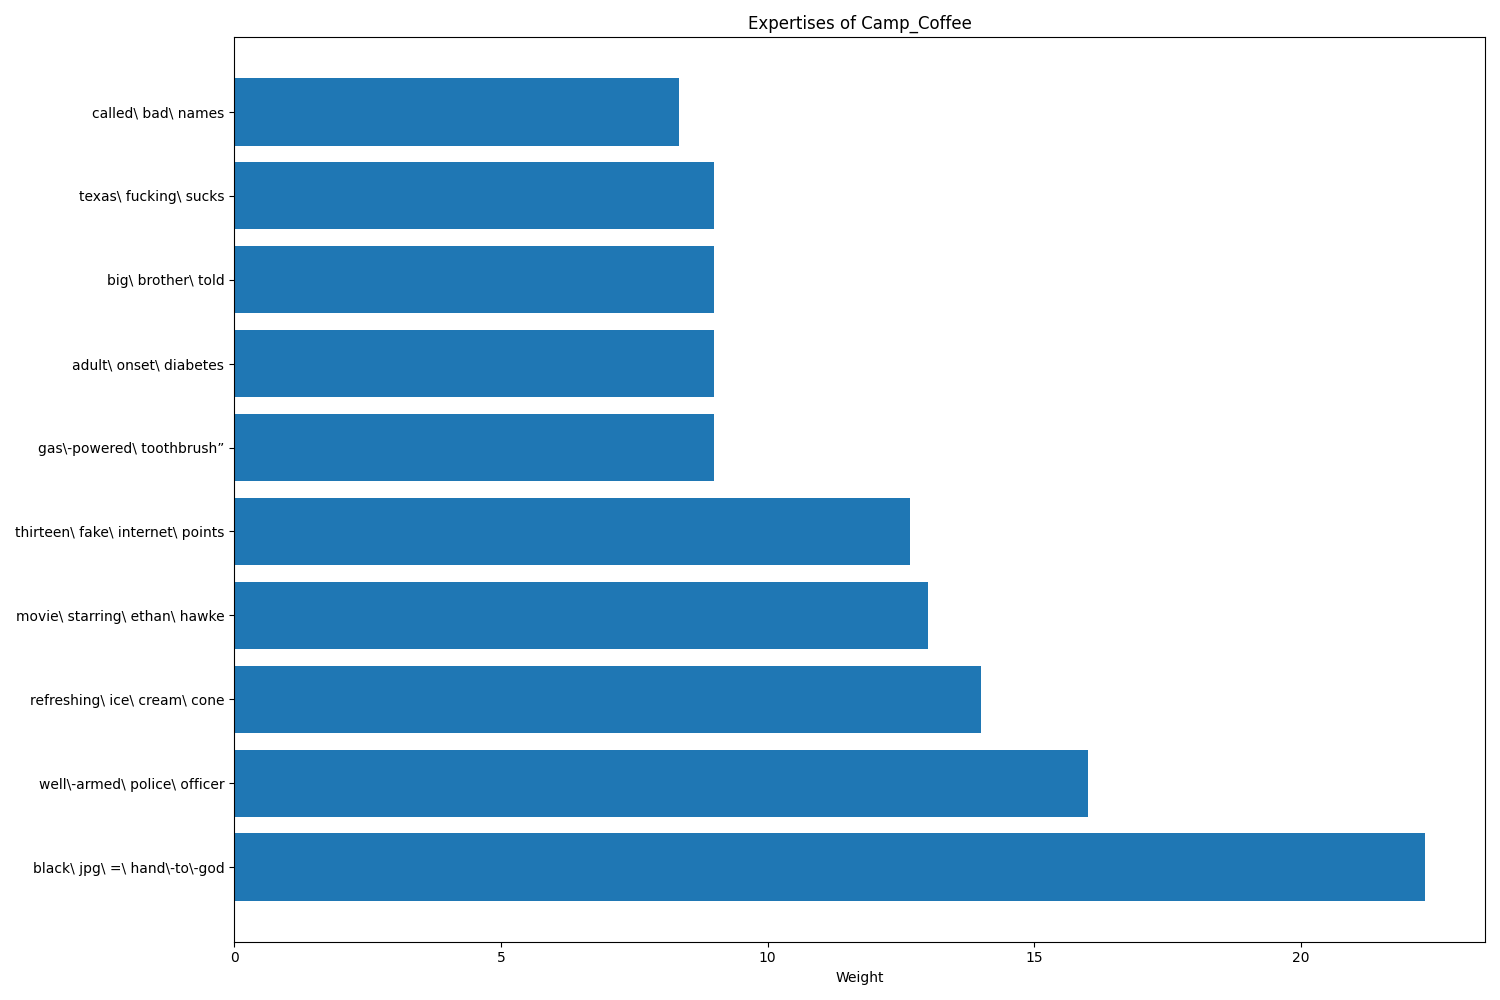 Expertises of Camp_Coffee
called\ bad\ names
texas\ fucking\ sucks
big\ brother\ told
adult\ onset\ diabetes
gas\-powered\ toothbrush”
thirteen\ fake\ internet\ points
movie\ starring\ ethan\ hawke
refreshing\ ice\ cream\ cone
well\-armed\ police\ officer
black\ jpg\ =\ hand\-to\-god
0 5 10 15 20
Weight